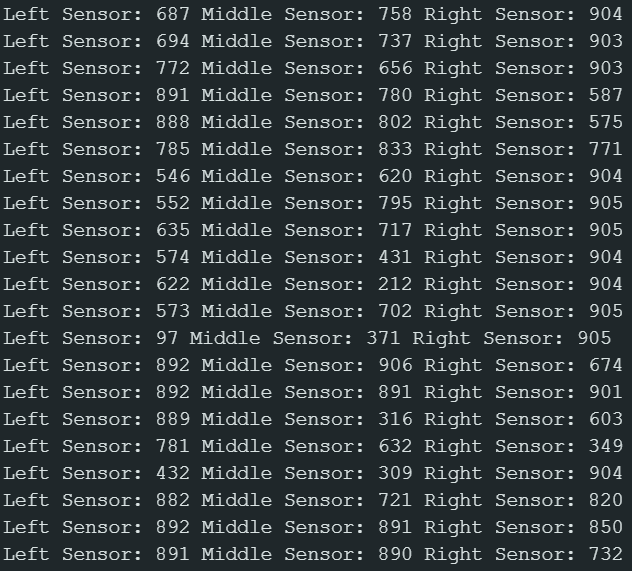 Left Sensor: 687 Middle Sensor: 758 Right Sensor: 904
Left Sensor: 694 Middle Sensor: 737 Right Sensor: 903
Left Sensor: 772 Middle Sensor: 656 Right Sensor: 903
Left Sensor: 891 Middle Sensor: 780 Right Sensor: 587
Left Sensor: 888 Middle Sensor: 802 Right Sensor: 575
Left Sensor: 785 Middle Sensor: 833 Right Sensor: 771
Left Sensor: 546 Middle Sensor: 620 Right Sensor: 904
Left Sensor: 552 Middle Sensor: 795 Right Sensor: 905
Left Sensor: 635 Middle Sensor: 717 Right Sensor: 905
Left Sensor: 574 Middle Sensor: 431 Right Sensor: 904
Left Sensor: 622 Middle Sensor: 212 Right Sensor: 904
Left Sensor: 573 Middle Sensor: 702 Right Sensor: 905
Left Sensor: 97 Middle Sensor: 371 Right Sensor: 905
Left Sensor: 892 Middle Sensor: 906 Right Sensor: 674
Left Sensor: 892 Middle Sensor: 891 Right Sensor: 901
Left Sensor: 889 Middle Sensor: 316 Right Sensor: 603
Left Sensor: 781 Middle Sensor: 632 Right Sensor: 349
Left Sensor: 432 Middle Sensor: 309 Right Sensor: 904
Left Sensor: 882 Middle Sensor: 721 Right Sensor: 820
Left Sensor: 892 Middle Sensor: 891 Right Sensor: 850
Left Sensor: 891 Middle Sensor: 890 Right Sensor: 732